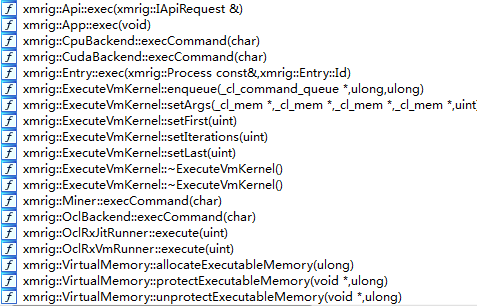 f xmrig::Api::exec(xmrig::IApiRequest &)
f xmrig::App::exec(void)
f xmrig::CpuBackend::execCommand(char)
f xmrig::CudaBackend::execCommand(char)
f xmrig::Entry::exec(xmrig::Process const&,xmrig::Entry::Id)
f xmrig::ExecuteVmKernel::enqueue(_cl_command_queue *,ulong,ulong)
f xmrig::ExecuteVmKernel::setArgs(_cl_mem *,_cl_mem *,_cl_mem *,_cl_mem *,uint)
f xmrig::ExecuteVmKernel::setFirst(uint)
f xmrig::ExecuteVmKernel::setIterations(uint)
f xmrig::ExecuteVmKernel::setLast(uint)
f xmrig::ExecuteVmKernel::~ExecuteVmKernel()
f xmrig::ExecuteVmKernel::~ExecuteVmKernel()
f xmrig::Miner::execCommand(char)
f xmrig::OclBackend::execCommand(char)
f xmrig::OclRxJitRunner::execute(uint)
f xmrig::OclRxVmRunner::execute(uint)
f xmrig::VirtualMemory::allocateExecutableMemory(ulong)
f xmrig::VirtualMemory::protectExecutableMemory(void *,ulong)
f xmrig::VirtualMemory::unprotectExecutableMemory(void *,ulong)